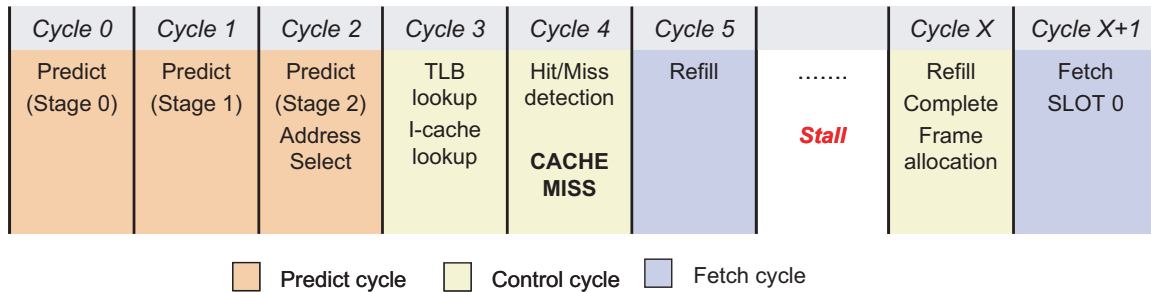 Cycle 0 Cycle 1 Cycle 2 Cycle 3 Cycle 4 Cycle 5 Cycle X Cycle X+1
Predict Predict Predict TLB Hit/Miss Refill ....... Refill Fetch
(Stage 0) (Stage 1) (Stage 2) lookup detection Complete SLOT 0
Address I-cache Stall Frame
Select lookup CACHE allocation
MISS
Predict cycle Control cycle Fetch cycle